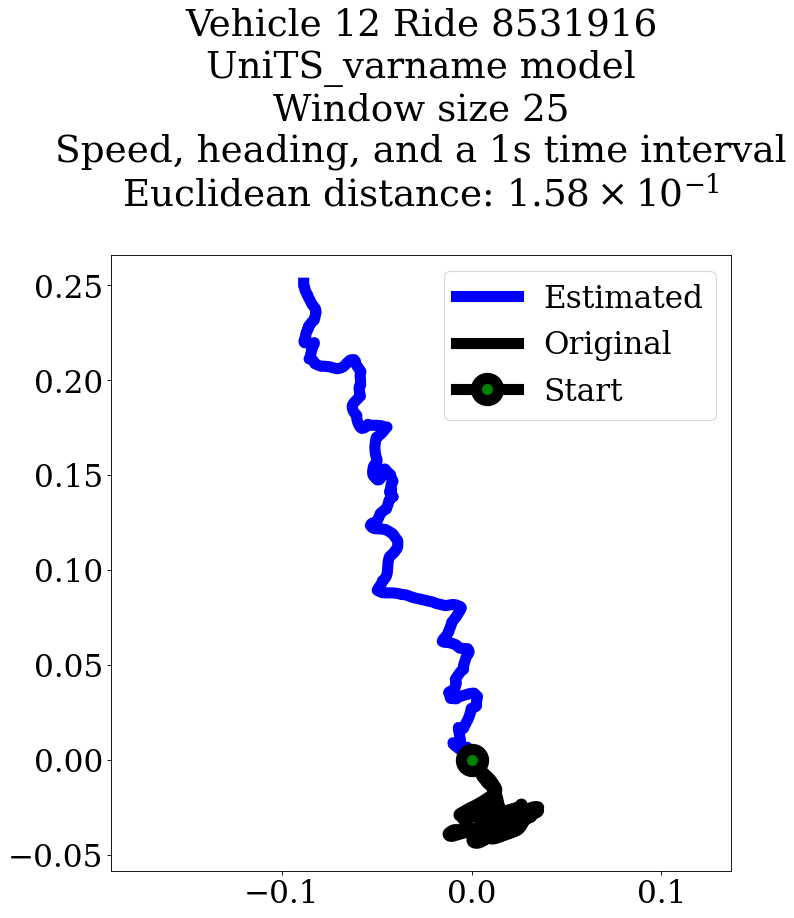 Vehicle 12 Ride 8531916
UniTS_varname model
Window size 25
Speed, heading, and a 1s time interval
Euclidean distance: 1.58 × 10⁻¹
Estimated
Original
Start
0.25
0.20
0.15
0.10
0.05
0.00
−0.05
−0.1
0.0
0.1